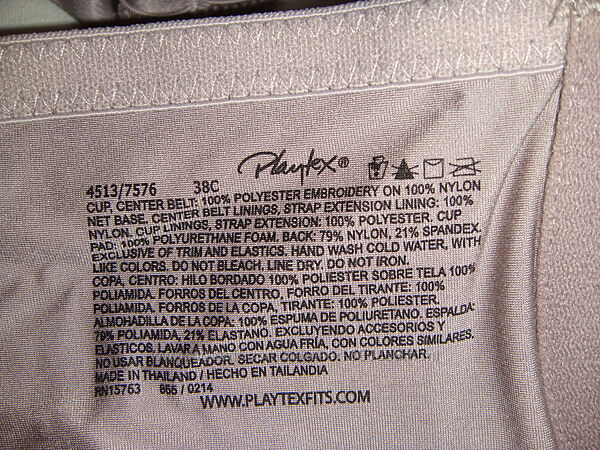 Playtex®
4513/7576 38C
CUP, CENTER BELT: 100% POLYESTER EMBROIDERY ON 100% NYLON
NET BASE. CENTER BELT LININGS, STRAP EXTENSION LINING: 100%
NYLON. CUP LININGS, STRAP EXTENSION: 100% POLYESTER. CUP
PAD: 100% POLYURETHANE FOAM. BACK: 79% NYLON, 21% SPANDEX.
EXCLUSIVE OF TRIM AND ELASTICS. HAND WASH COLD WATER, WITH
LIKE COLORS. DO NOT BLEACH. LINE DRY. DO NOT IRON.
COPA, CENTRO: HILO BORDADO 100% POLIESTER SOBRE TELA 100%
POLIAMIDA. FORROS DEL CENTRO, FORRO DEL TIRANTE: 100%
POLIAMIDA. FORROS DE LA COPA, TIRANTE: 100% POLIESTER.
ALMOHADILLA DE LA COPA: 100% ESPUMA DE POLIURETANO. ESPALDA:
79% POLIAMIDA, 21% ELASTANO. EXCLUYENDO ACCESORIOS Y
ELASTICOS. LAVAR A MANO CON AGUA FRÍA, CON COLORES SIMILARES.
NO USAR BLANQUEADOR. SECAR COLGADO. NO PLANCHAR.
MADE IN THAILAND / HECHO EN TAILANDIA
RN15763 866 / 0214
WWW.PLAYTEXFITS.COM